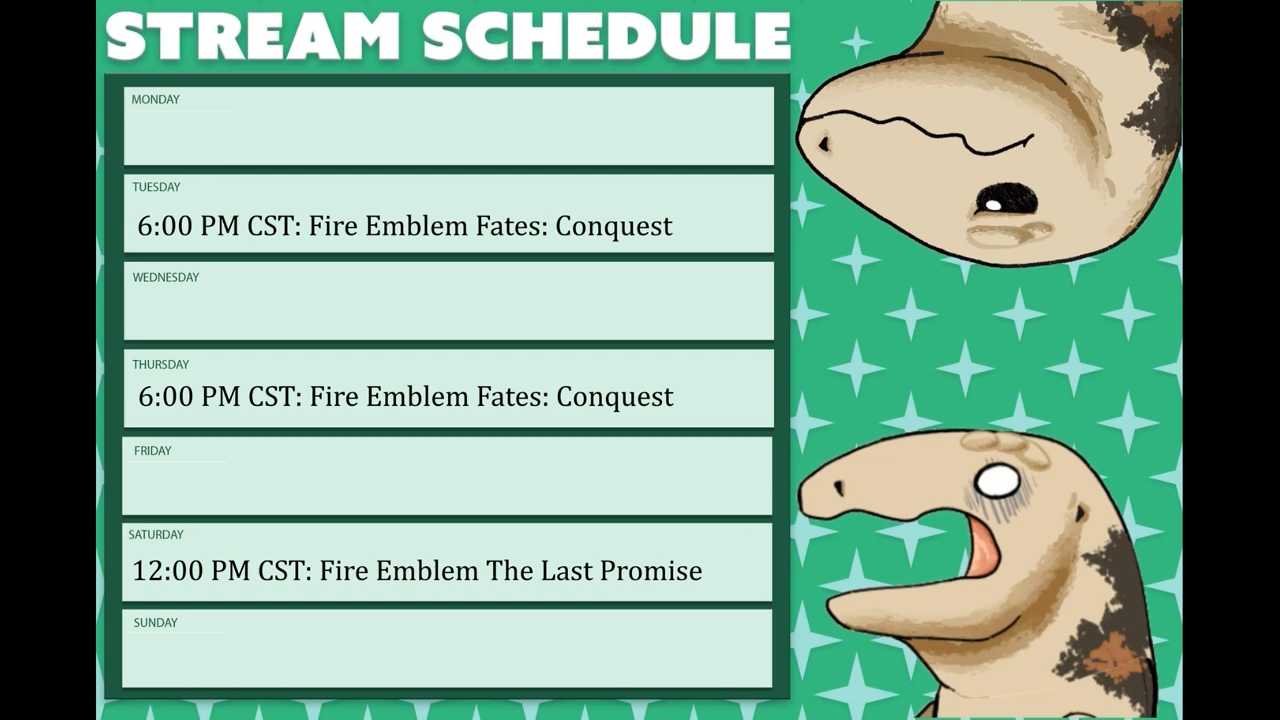 STREAM SCHEDULE
MONDAY
TUESDAY
6:00 PM CST: Fire Emblem Fates: Conquest
WEDNESDAY
THURSDAY
6:00 PM CST: Fire Emblem Fates: Conquest
FRIDAY
SATURDAY
12:00 PM CST: Fire Emblem The Last Promise
SUNDAY